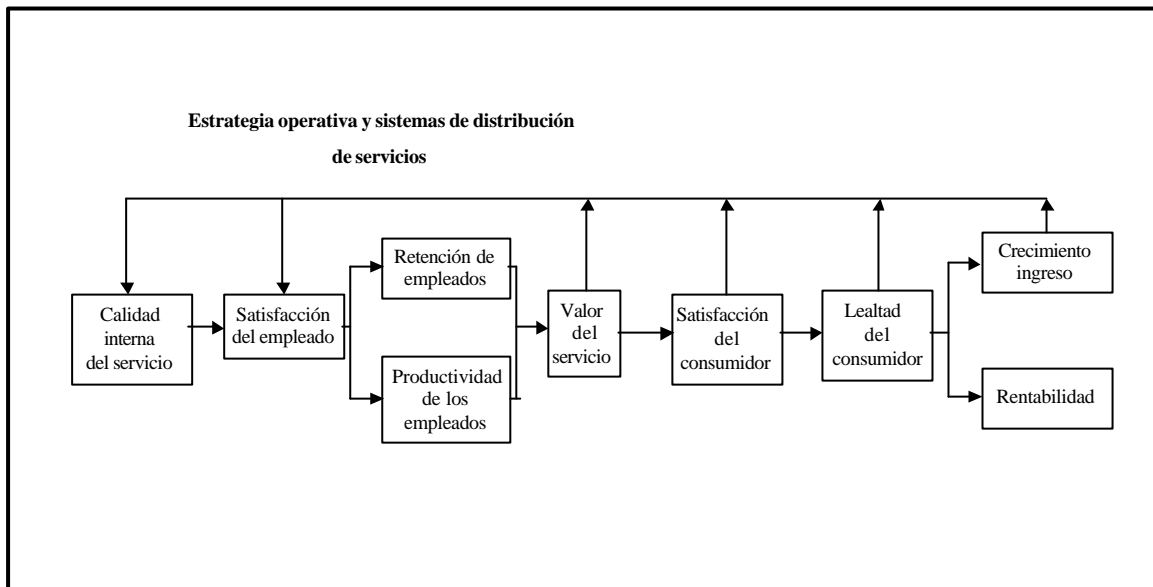 Estrategia operativa y sistemas de distribución
de servicios
Calidad
interna
del servicio
Satisfacción
del empleado
Retención de
empleados
Productividad
de los
empleados
Valor
del
servicio
Satisfacción
del
consumidor
Lealtad
del
consumidor
Crecimiento
ingreso
Rentabilidad